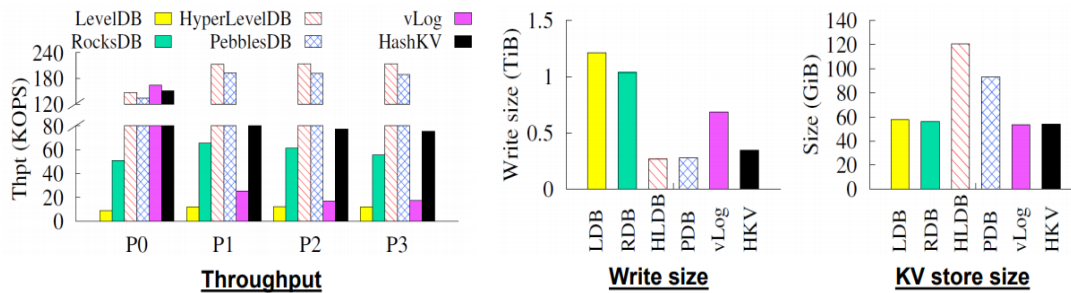 LevelDB HyperLevelDB vLog
RocksDB PebblesDB HashKV
Thpt (KOPS)
240
180
120
80
60
40
20
0
P0 P1 P2 P3
Throughput
Write size (TiB)
1.5
1
0.5
0
LDB
RDB
HLDB
PDB
vLog
HKV
Write size
Size (GiB)
140
120
100
80
60
40
20
0
LDB
RDB
HLDB
PDB
vLog
HKV
KV store size